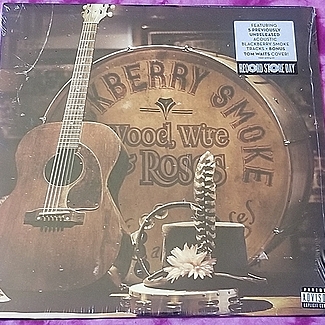 FEATURING
5 PREVIOUSLY
UNRELEASED
ACOUSTIC
BLACKBERRY SMOKE
TRACKS + BONUS
TOM WAITS COVER!
RECORD STORE DAY
KBERRY SMOKE
Wood, Wire
& Roses
PARENTAL
ADVISORY
EXPLICIT CONTENT